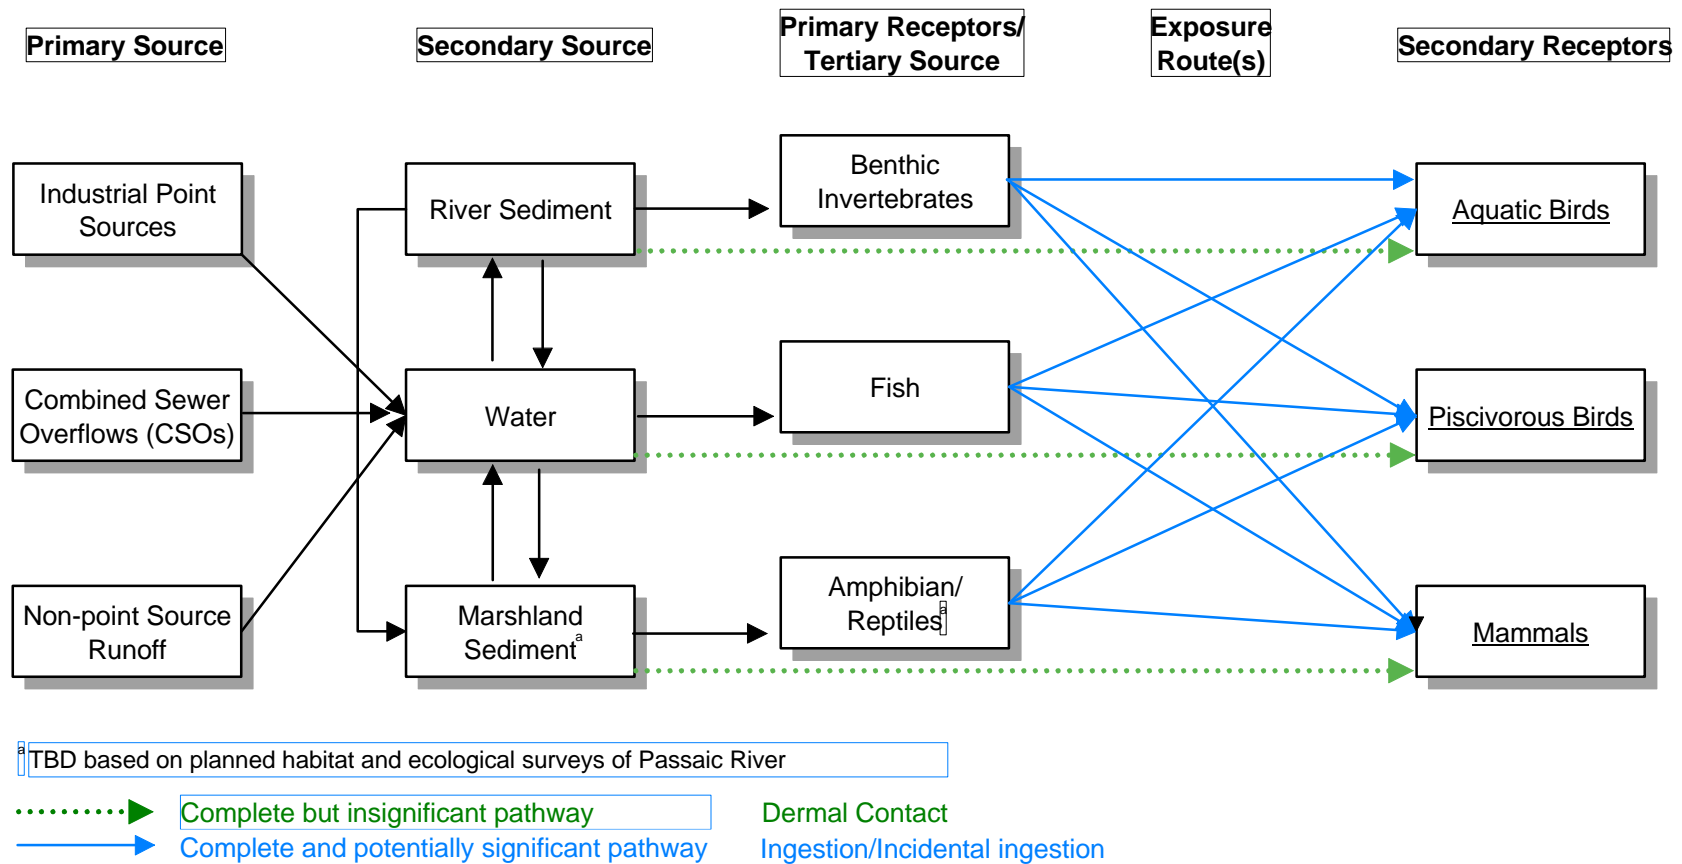 Primary Source
Secondary Source
Primary Receptors/
Tertiary Source
Exposure
Route(s)
Secondary Receptors
Industrial Point
Sources
River Sediment
Benthic
Invertebrates
Aquatic Birds
Combined Sewer
Overflows (CSOs)
Water
Fish
Piscivorous Birds
Non-point Source
Runoff
Marshland
Sediment a
Amphibian/
Reptiles a
Mammals
a TBD based on planned habitat and ecological surveys of Passaic River
Complete but insignificant pathway
Dermal Contact
Complete and potentially significant pathway
Ingestion/Incidental ingestion